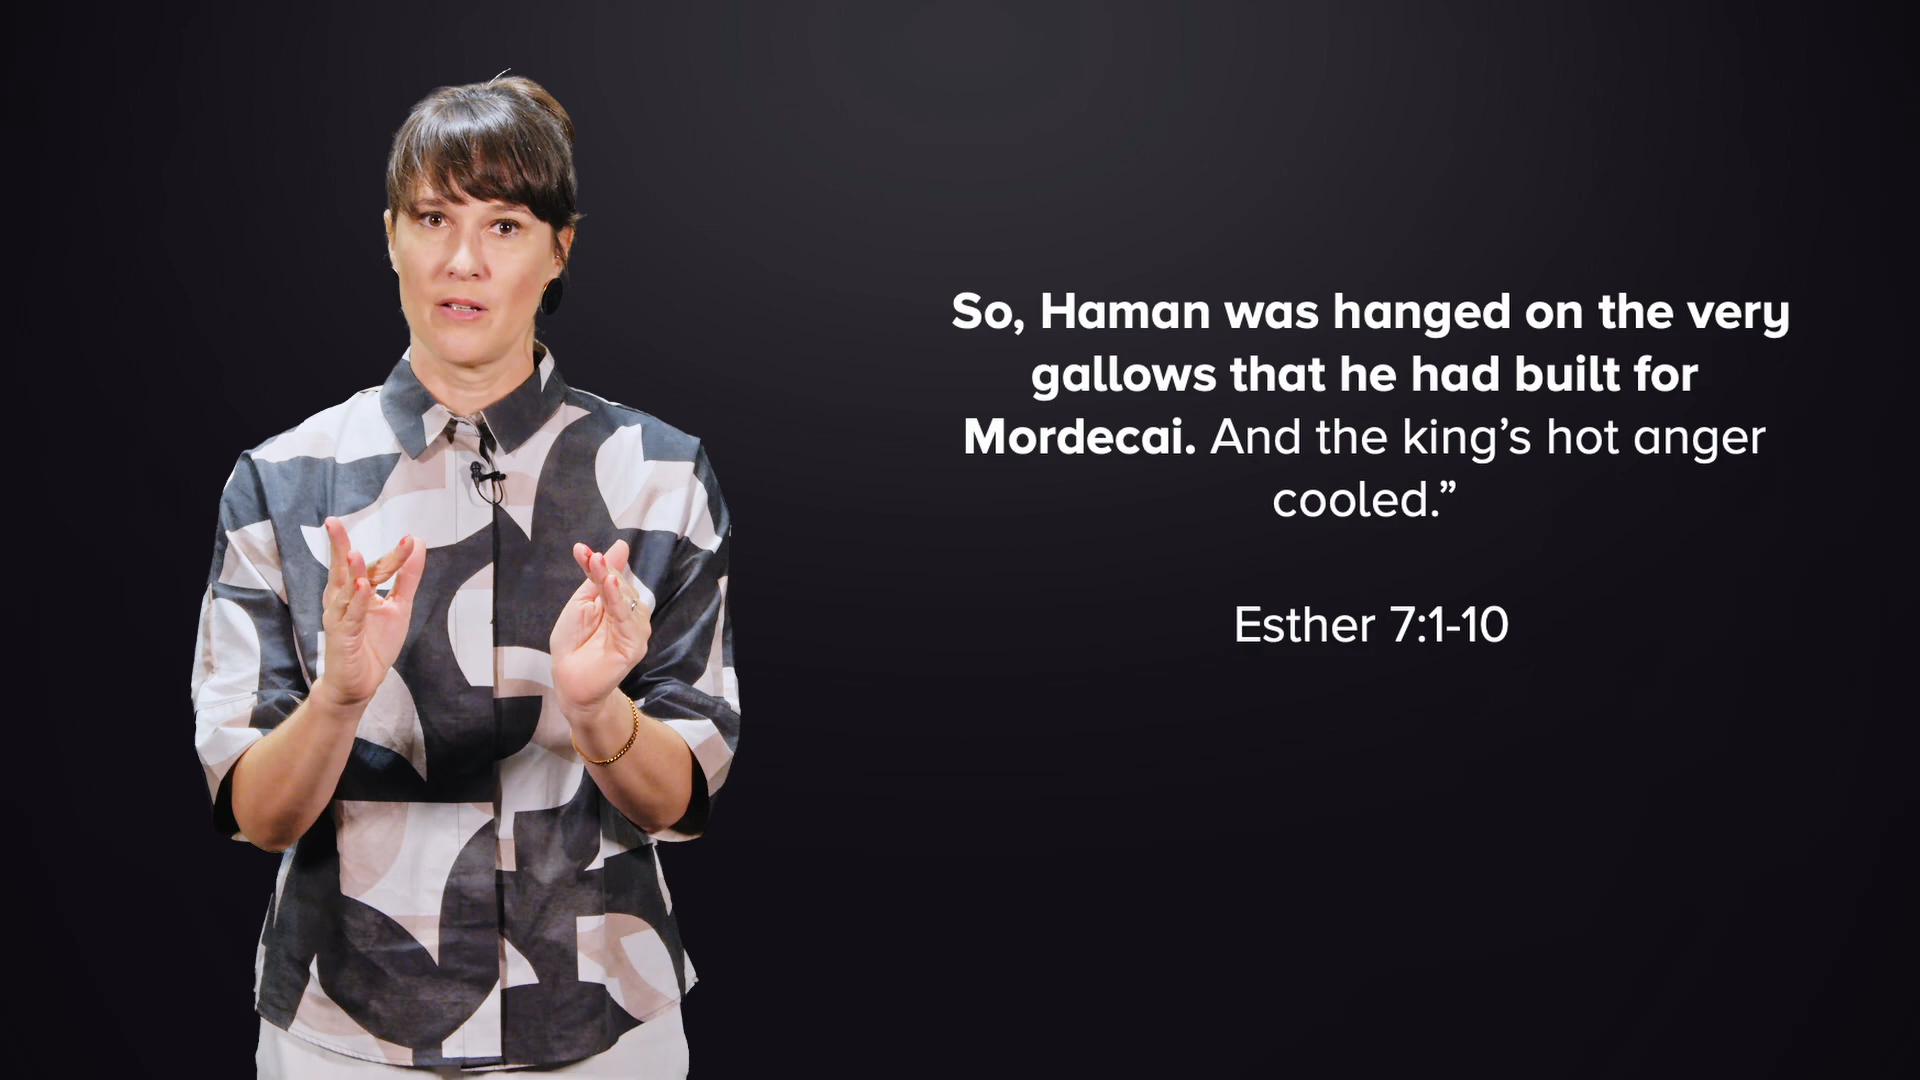 So, Haman was hanged on the very
gallows that he had built for
Mordecai. And the king’s hot anger
cooled.”
Esther 7:1-10